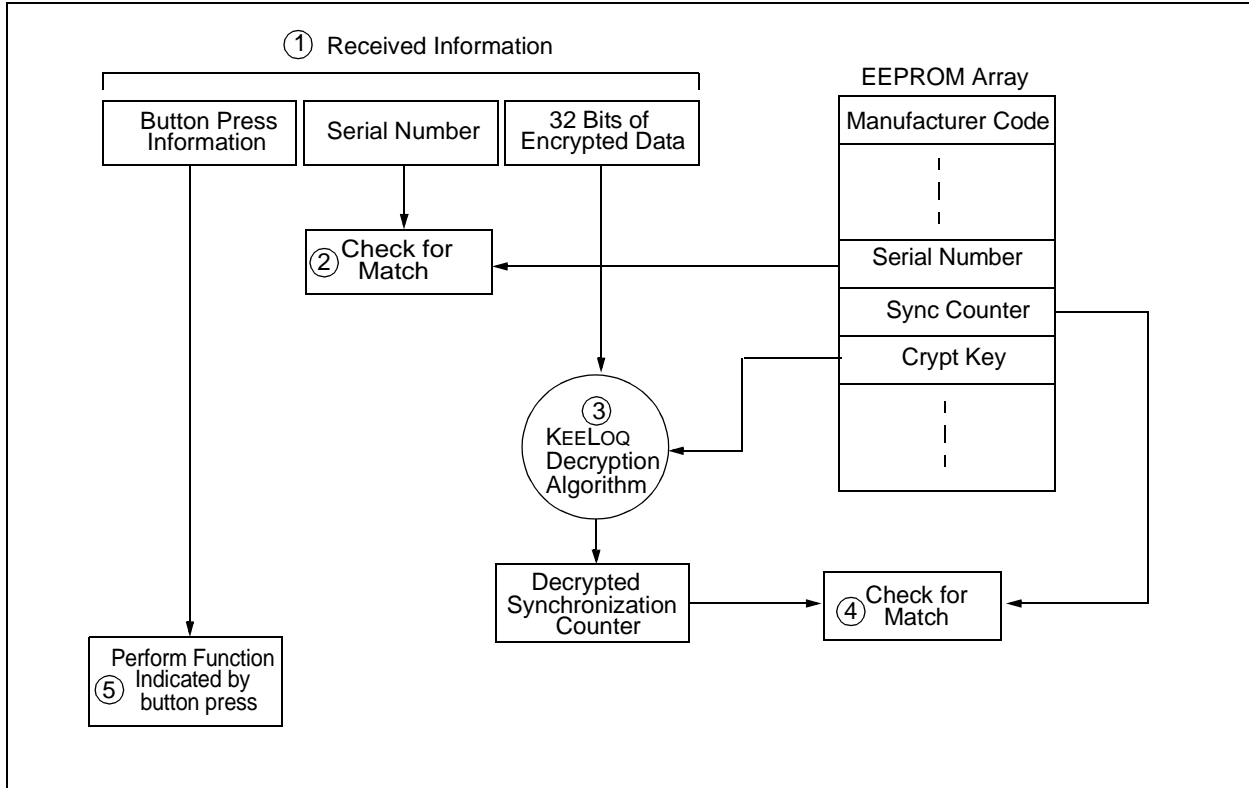 ① Received Information
Button Press
Information
Serial Number
32 Bits of
Encrypted Data
EEPROM Array
Manufacturer Code
Serial Number
Sync Counter
Crypt Key
② Check for
Match
③
KEELOQ
Decryption
Algorithm
Decrypted
Synchronization
Counter
④ Check for
Match
Perform Function
⑤ Indicated by
button press